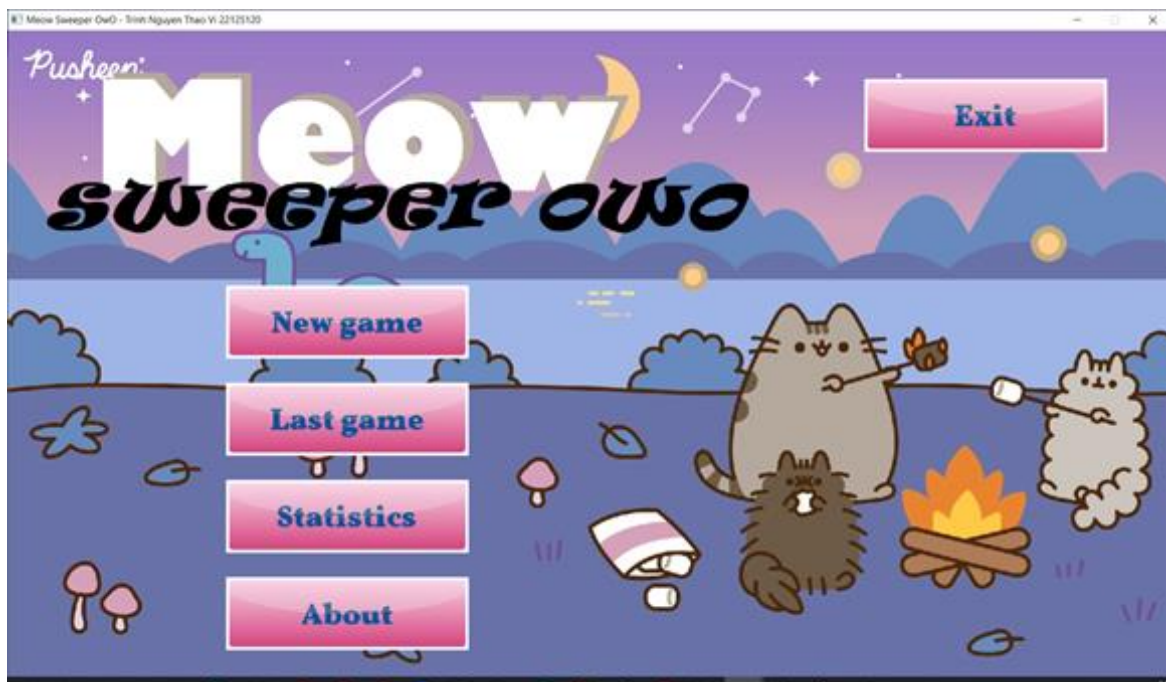 Meow Sweeper OwO - Trinh Nguyen Thao Vi 22125120
Pusheen
Meow
sweeper owo
Exit
New game
Last game
Statistics
About